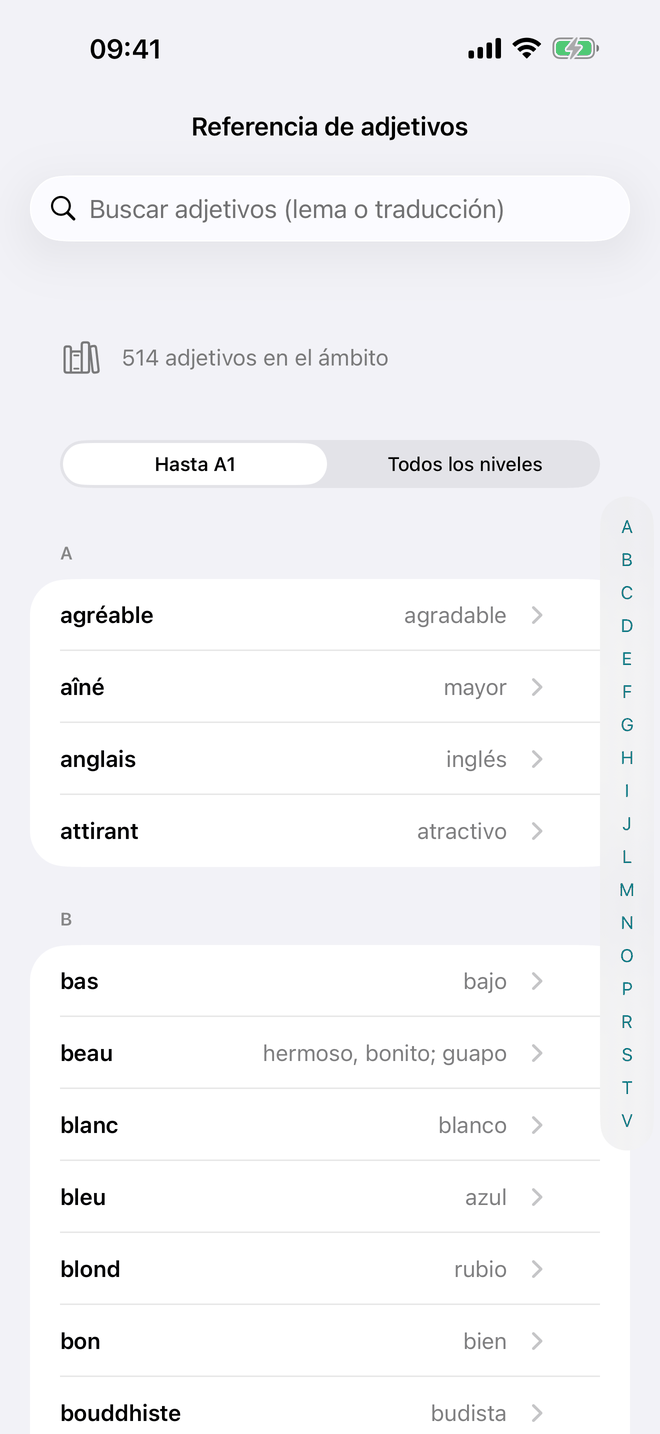 09:41
Referencia de adjetivos
Buscar adjetivos (lema o traducción)
514 adjetivos en el ámbito
Hasta A1 Todos los niveles
A
agréable agradable
aîné mayor
anglais inglés
attirant atractivo
B
bas bajo
beau hermoso, bonito; guapo
blanc blanco
bleu azul
blond rubio
bon bien
bouddhiste budista
A
B
C
D
E
F
G
H
I
J
L
M
N
O
P
R
S
T
V